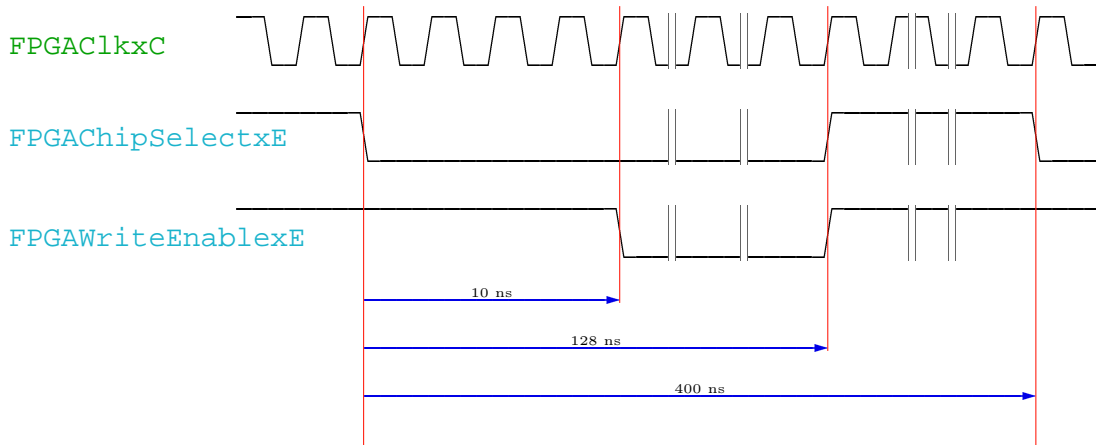 FPGAClkxC
FPGAChipSelectxE
FPGAWriteEnablexE
10 ns
128 ns
400 ns